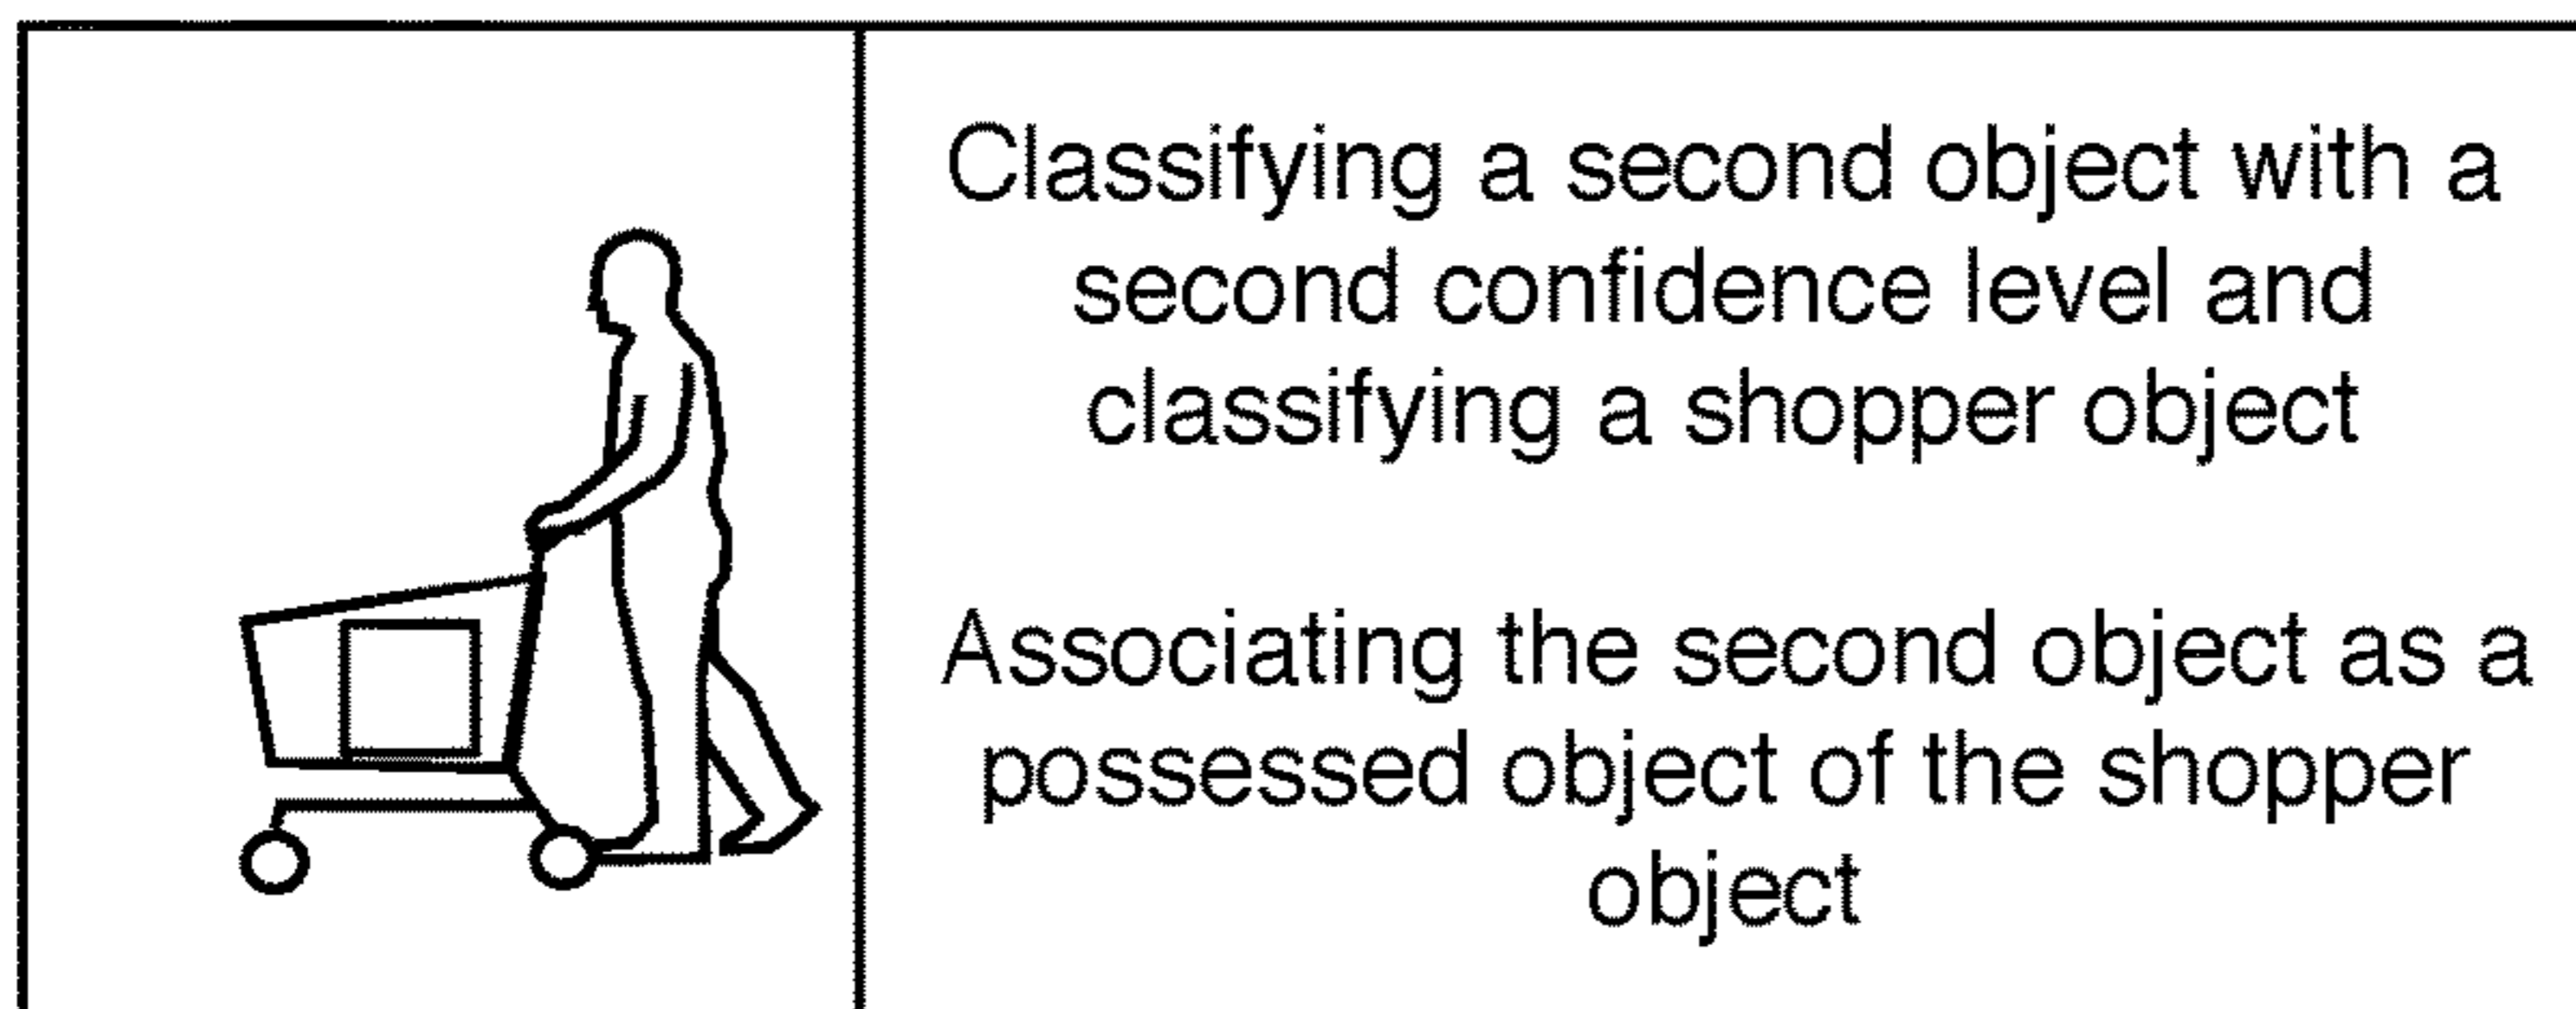 Classifying a second object with a
second confidence level and
classifying a shopper object
Associating the second object as a
possessed object of the shopper
object